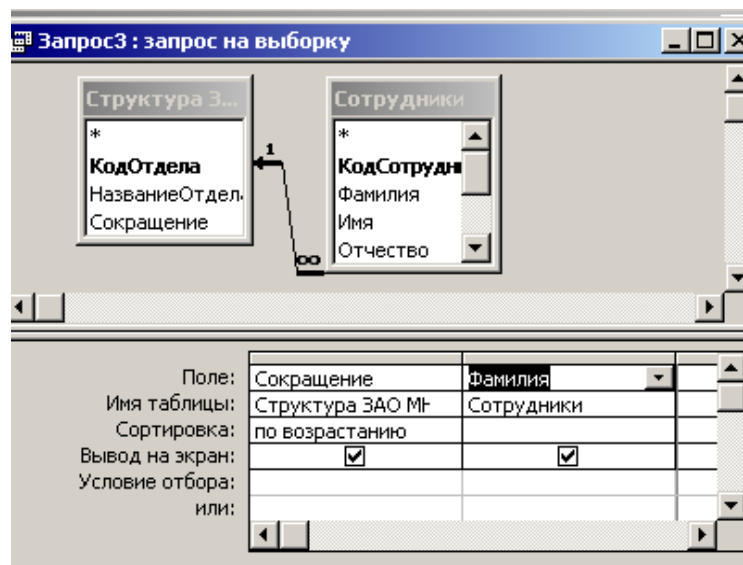 Запрос3 : запрос на выборку
Структура З... Сотрудники
* *
КодОтдела 1 КодСотрудн
НазваниеОтдел Фамилия
Сокращение Имя
∞ Отчество
Поле: Сокращение Фамилия
Имя таблицы: Структура ЗАО МН Сотрудники
Сортировка: по возрастанию
Вывод на экран:
Условие отбора:
или: